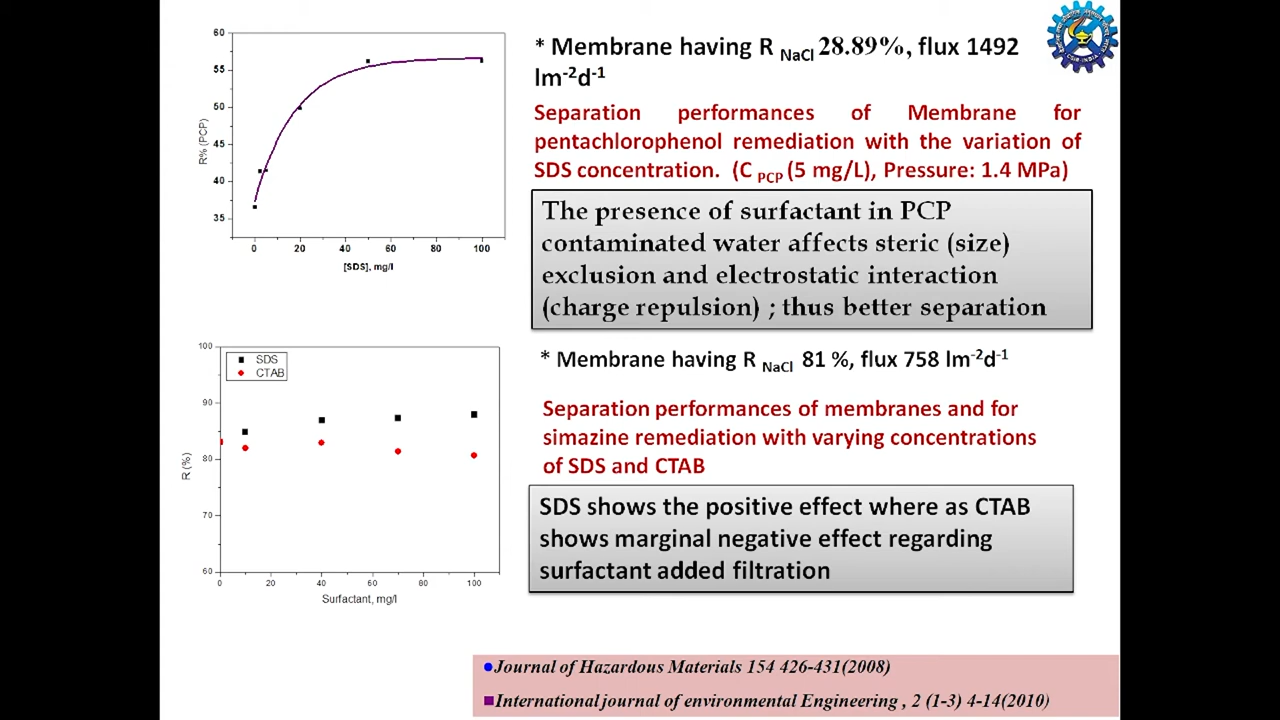 60
55
50
45
40
35
R% (PCP)
0 20 40 60 80 100
[SDS], mg/l
* Membrane having R NaCl 28.89%, flux 1492
lm-2d-1
Separation performances of Membrane for
pentachlorophenol remediation with the variation of
SDS concentration. (C PCP (5 mg/L), Pressure: 1.4 MPa)
The presence of surfactant in PCP
contaminated water affects steric (size)
exclusion and electrostatic interaction
(charge repulsion) ; thus better separation
100
90
80
70
60
R (%)
SDS
CTAB
0 20 40 60 80 100
Surfactant, mg/l
* Membrane having R NaCl 81 %, flux 758 lm-2d-1
Separation performances of membranes and for
simazine remediation with varying concentrations
of SDS and CTAB
SDS shows the positive effect where as CTAB
shows marginal negative effect regarding
surfactant added filtration
Journal of Hazardous Materials 154 426-431(2008)
International journal of environmental Engineering , 2 (1-3) 4-14(2010)